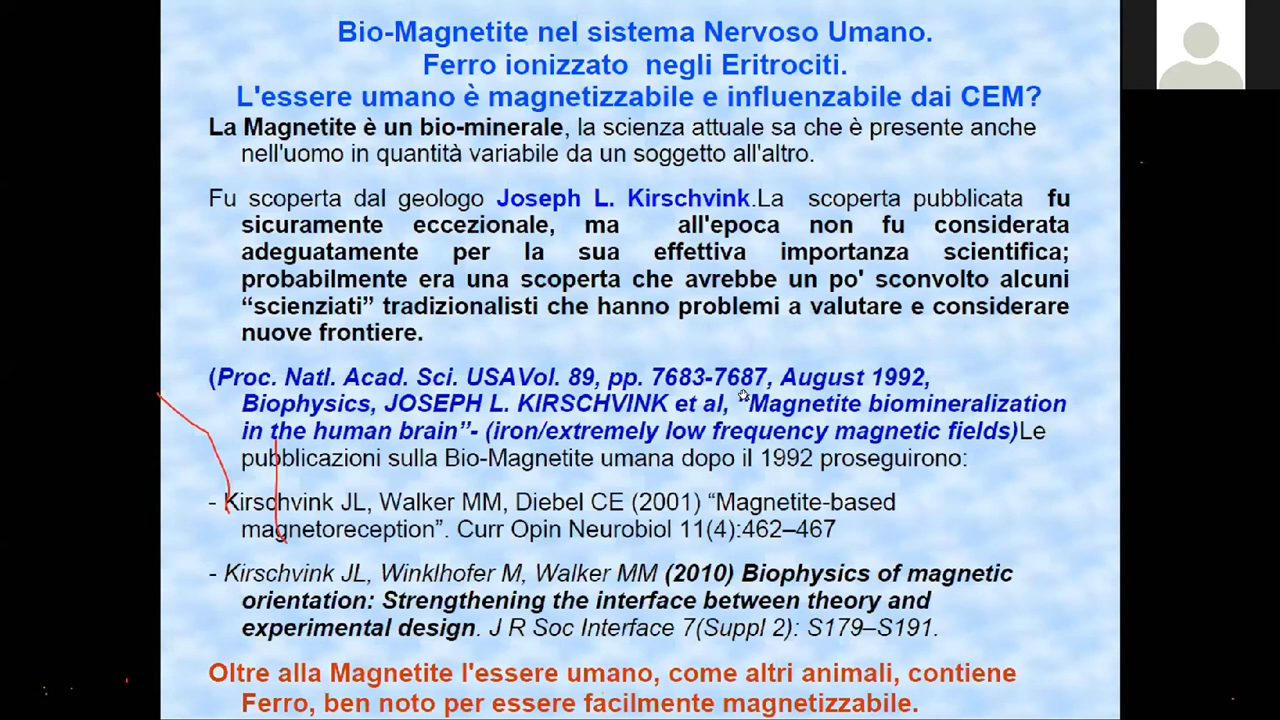 Bio-Magnetite nel sistema Nervoso Umano.
Ferro ionizzato negli Eritrociti.
L'essere umano è magnetizzabile e influenzabile dai CEM?
La Magnetite è un bio-minerale, la scienza attuale sa che è presente anche
nell'uomo in quantità variabile da un soggetto all'altro.
Fu scoperta dal geologo Joseph L. Kirschvink.La scoperta pubblicata fu
sicuramente eccezionale, ma all'epoca non fu considerata
adeguatamente per la sua effettiva importanza scientifica;
probabilmente era una scoperta che avrebbe un po' sconvolto alcuni
“scienziati” tradizionalisti che hanno problemi a valutare e considerare
nuove frontiere.
(Proc. Natl. Acad. Sci. USAVol. 89, pp. 7683-7687, August 1992,
Biophysics, JOSEPH L. KIRSCHVINK et al, “Magnetite biomineralization
in the human brain”- (iron/extremely low frequency magnetic fields)Le
pubblicazioni sulla Bio-Magnetite umana dopo il 1992 proseguirono:
- Kirschvink JL, Walker MM, Diebel CE (2001) “Magnetite-based
magnetoreception”. Curr Opin Neurobiol 11(4):462–467
- Kirschvink JL, Winklhofer M, Walker MM (2010) Biophysics of magnetic
orientation: Strengthening the interface between theory and
experimental design. J R Soc Interface 7(Suppl 2): S179–S191.
Oltre alla Magnetite l'essere umano, come altri animali, contiene
Ferro, ben noto per essere facilmente magnetizzabile.